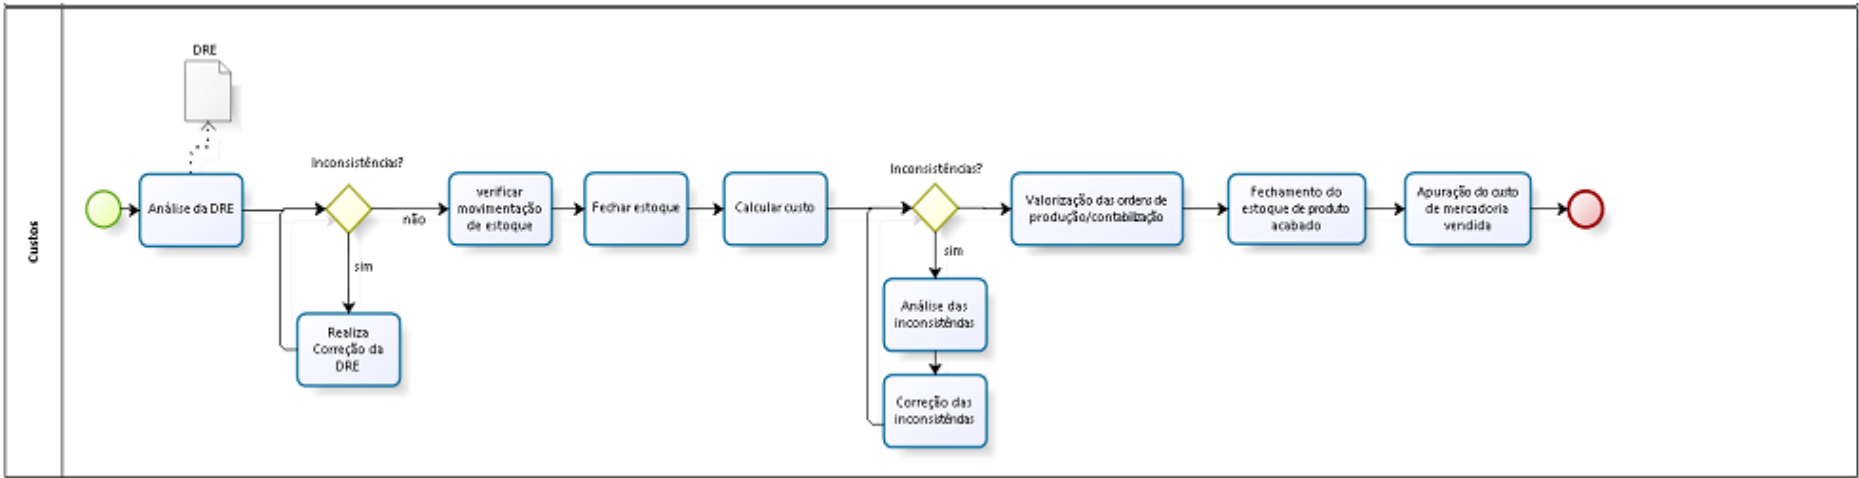 Custos
DRE
Análise da DRE
Inconsistências?
não
sim
Realiza
Correção da
DRE
verificar
movimentação
de estoque
Fechar estoque
Calcular custo
Inconsistências?
sim
Análise das
inconsistências
Correção das
inconsistências
Valorização das ordens de
produção/contabilização
Fechamento do
estoque de produto
acabado
Apuração do custo
de mercadoria
vendida